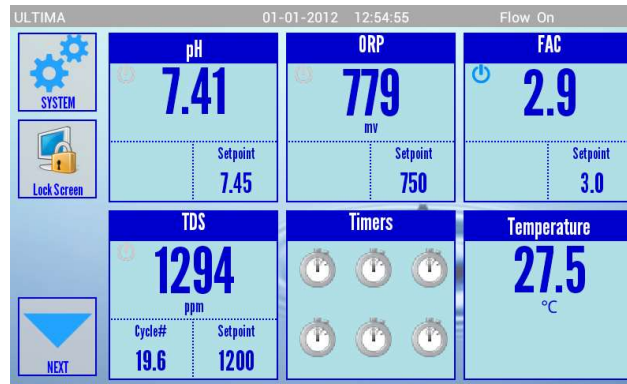 ULTIMA 01-01-2012 12:54:55 Flow On
SYSTEM
Lock Screen
NEXT
pH
7.41
Setpoint
7.45
ORP
779
mv
Setpoint
750
FAC
2.9
Setpoint
3.0
TDS
1294
ppm
Cycle# Setpoint
19.6 1200
Timers
Temperature
27.5
°C